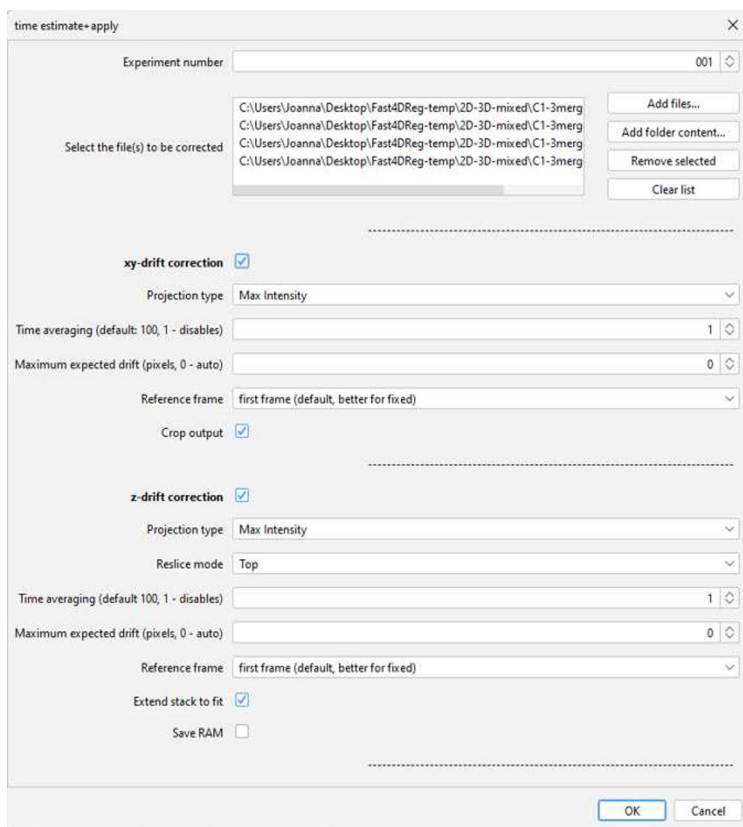 time estimate+apply
Experiment number 001
Select the file(s) to be corrected
C:\Users\Joanna\Desktop\Fast4DReg-temp\2D-3D-mixed\C1-3merg
C:\Users\Joanna\Desktop\Fast4DReg-temp\2D-3D-mixed\C1-3merg
C:\Users\Joanna\Desktop\Fast4DReg-temp\2D-3D-mixed\C1-3merg
C:\Users\Joanna\Desktop\Fast4DReg-temp\2D-3D-mixed\C1-3merg
Add files...
Add folder content...
Remove selected
Clear list
xy-drift correction
Projection type Max Intensity
Time averaging (default: 100, 1 - disables) 1
Maximum expected drift (pixels, 0 - auto) 0
Reference frame first frame (default, better for fixed)
Crop output
z-drift correction
Projection type Max Intensity
Reslice mode Top
Time averaging (default 100, 1 - disables) 1
Maximum expected drift (pixels, 0 - auto) 0
Reference frame first frame (default, better for fixed)
Extend stack to fit
Save RAM
OK Cancel